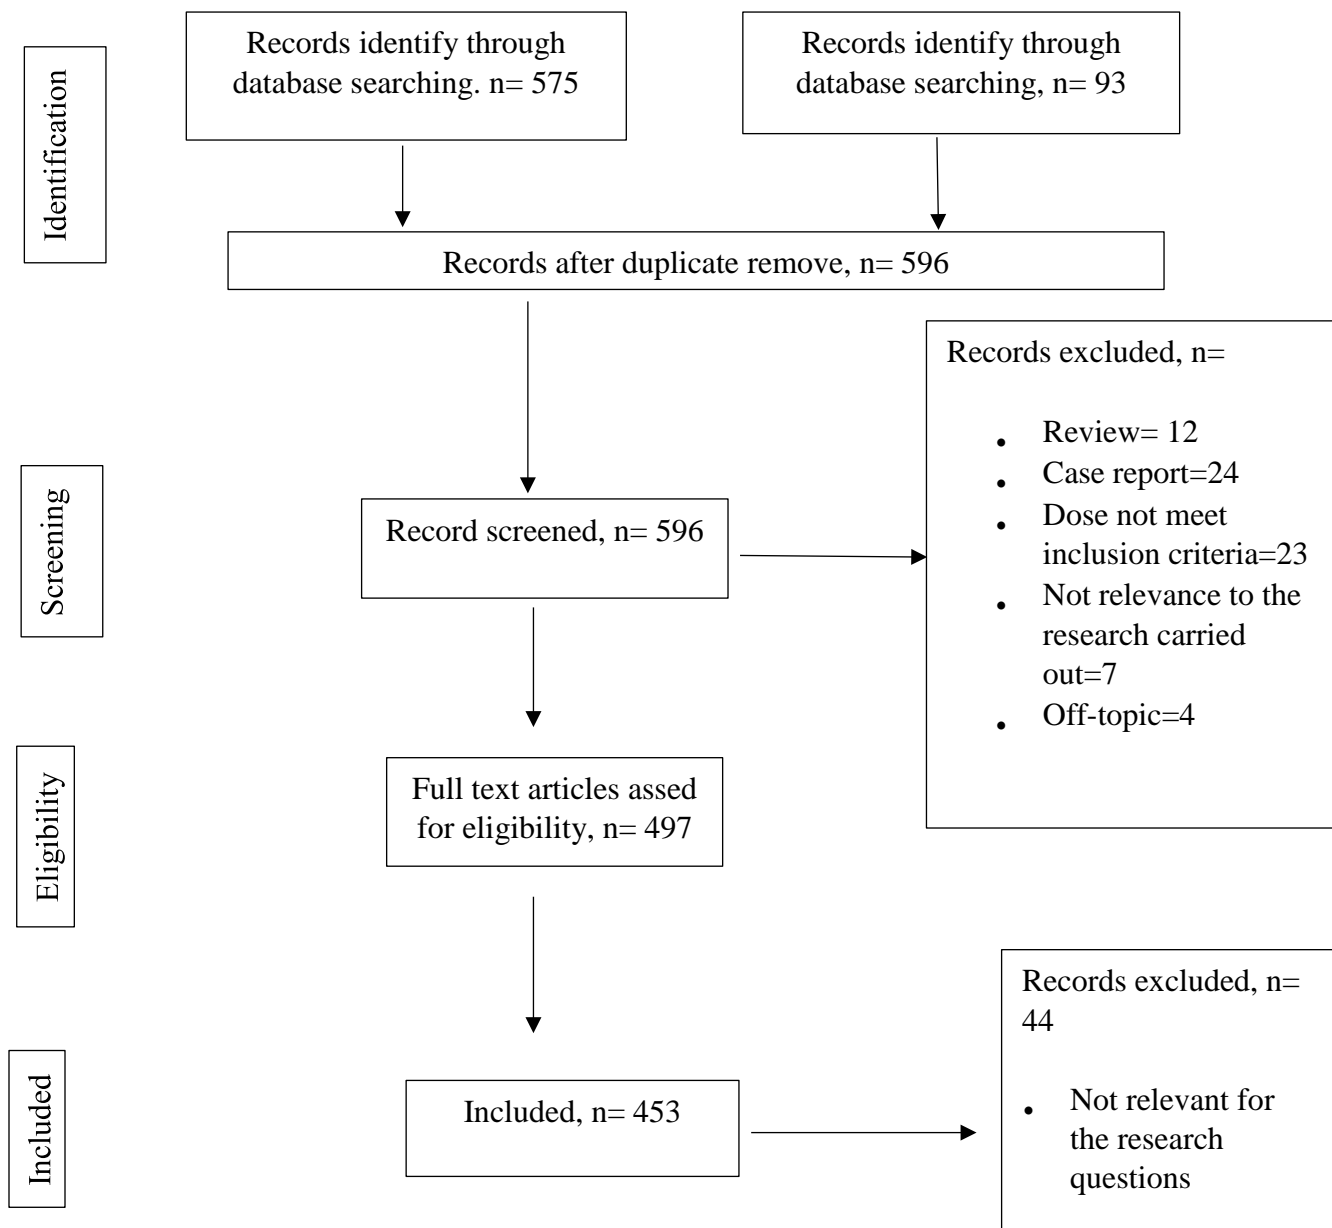 Identification
Records identify through
database searching. n= 575
Records identify through
database searching, n= 93
Records after duplicate remove, n= 596
Screening
Record screened, n= 596
Records excluded, n=
• Review= 12
• Case report=24
• Dose not meet
inclusion criteria=23
• Not relevance to the
research carried
out=7
• Off-topic=4
Eligibility
Full text articles assed
for eligibility, n= 497
Included
Included, n= 453
Records excluded, n=
44
• Not relevant for
the research
questions